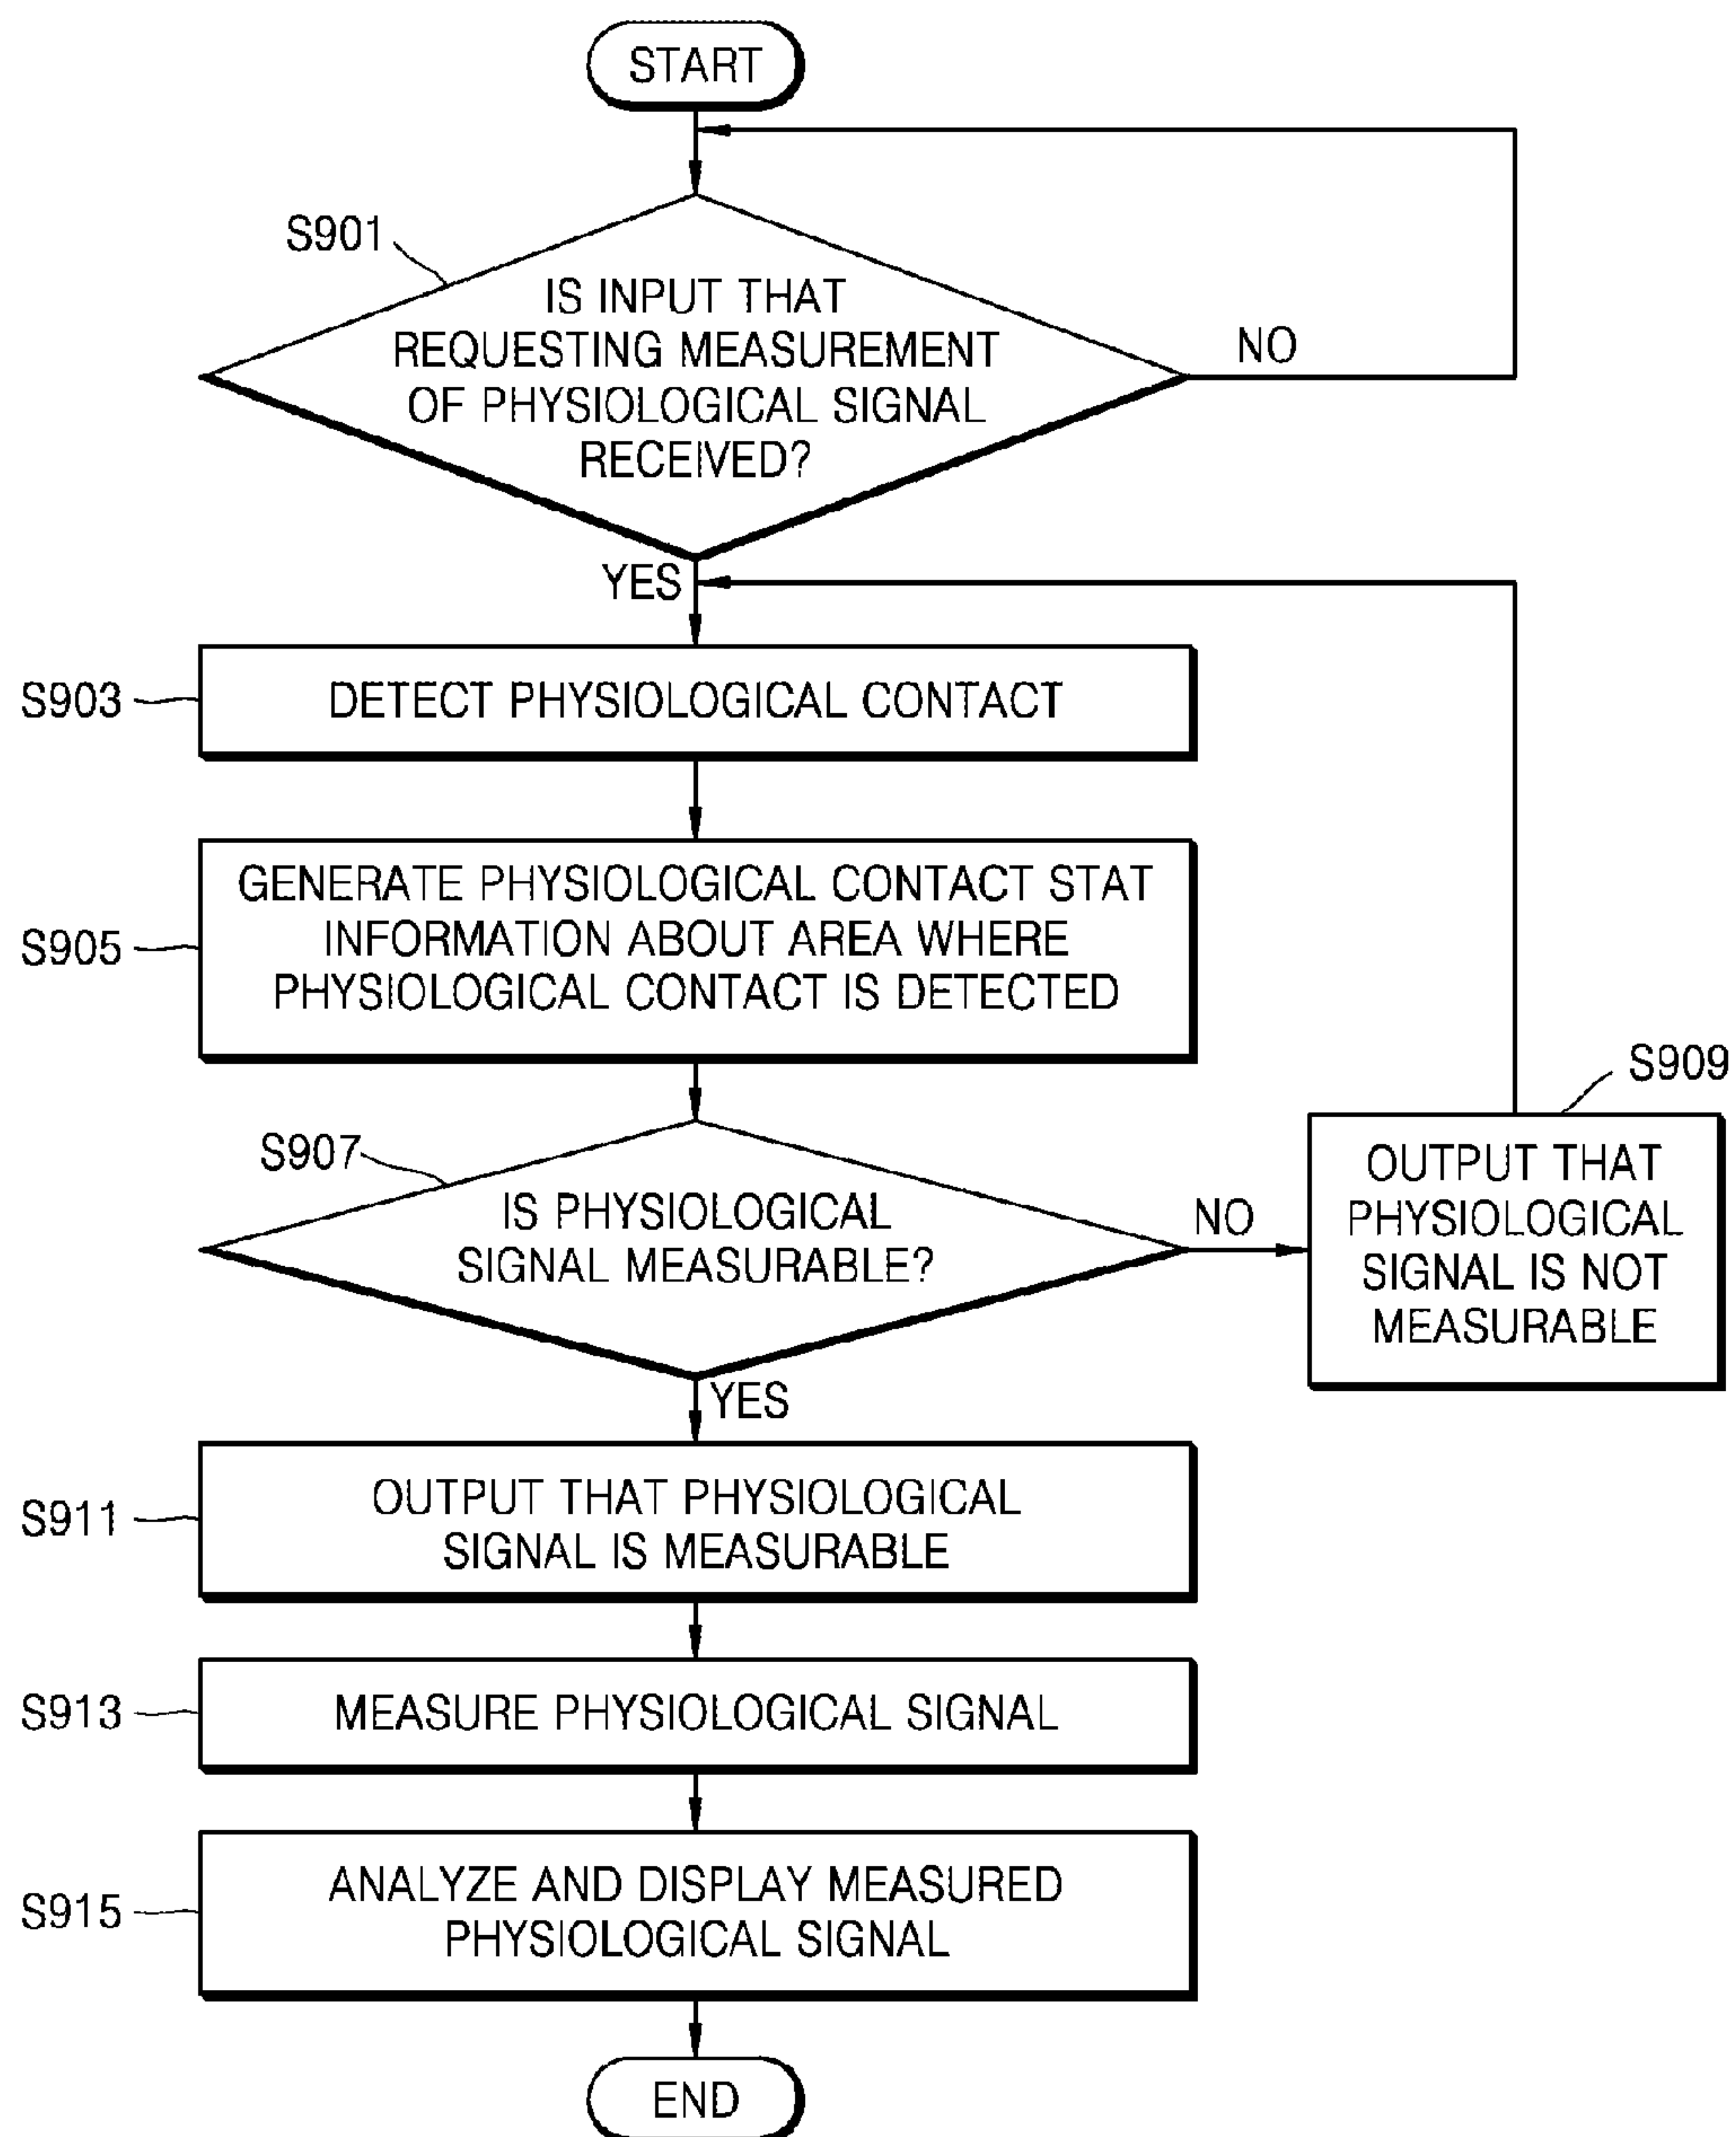 START
S901
IS INPUT THAT
REQUESTING MEASUREMENT
OF PHYSIOLOGICAL SIGNAL
RECEIVED?
NO
YES
S903
DETECT PHYSIOLOGICAL CONTACT
S905
GENERATE PHYSIOLOGICAL CONTACT STAT
INFORMATION ABOUT AREA WHERE
PHYSIOLOGICAL CONTACT IS DETECTED
S907
IS PHYSIOLOGICAL
SIGNAL MEASURABLE?
NO
S909
OUTPUT THAT
PHYSIOLOGICAL
SIGNAL IS NOT
MEASURABLE
YES
S911
OUTPUT THAT PHYSIOLOGICAL
SIGNAL IS MEASURABLE
S913
MEASURE PHYSIOLOGICAL SIGNAL
S915
ANALYZE AND DISPLAY MEASURED
PHYSIOLOGICAL SIGNAL
END